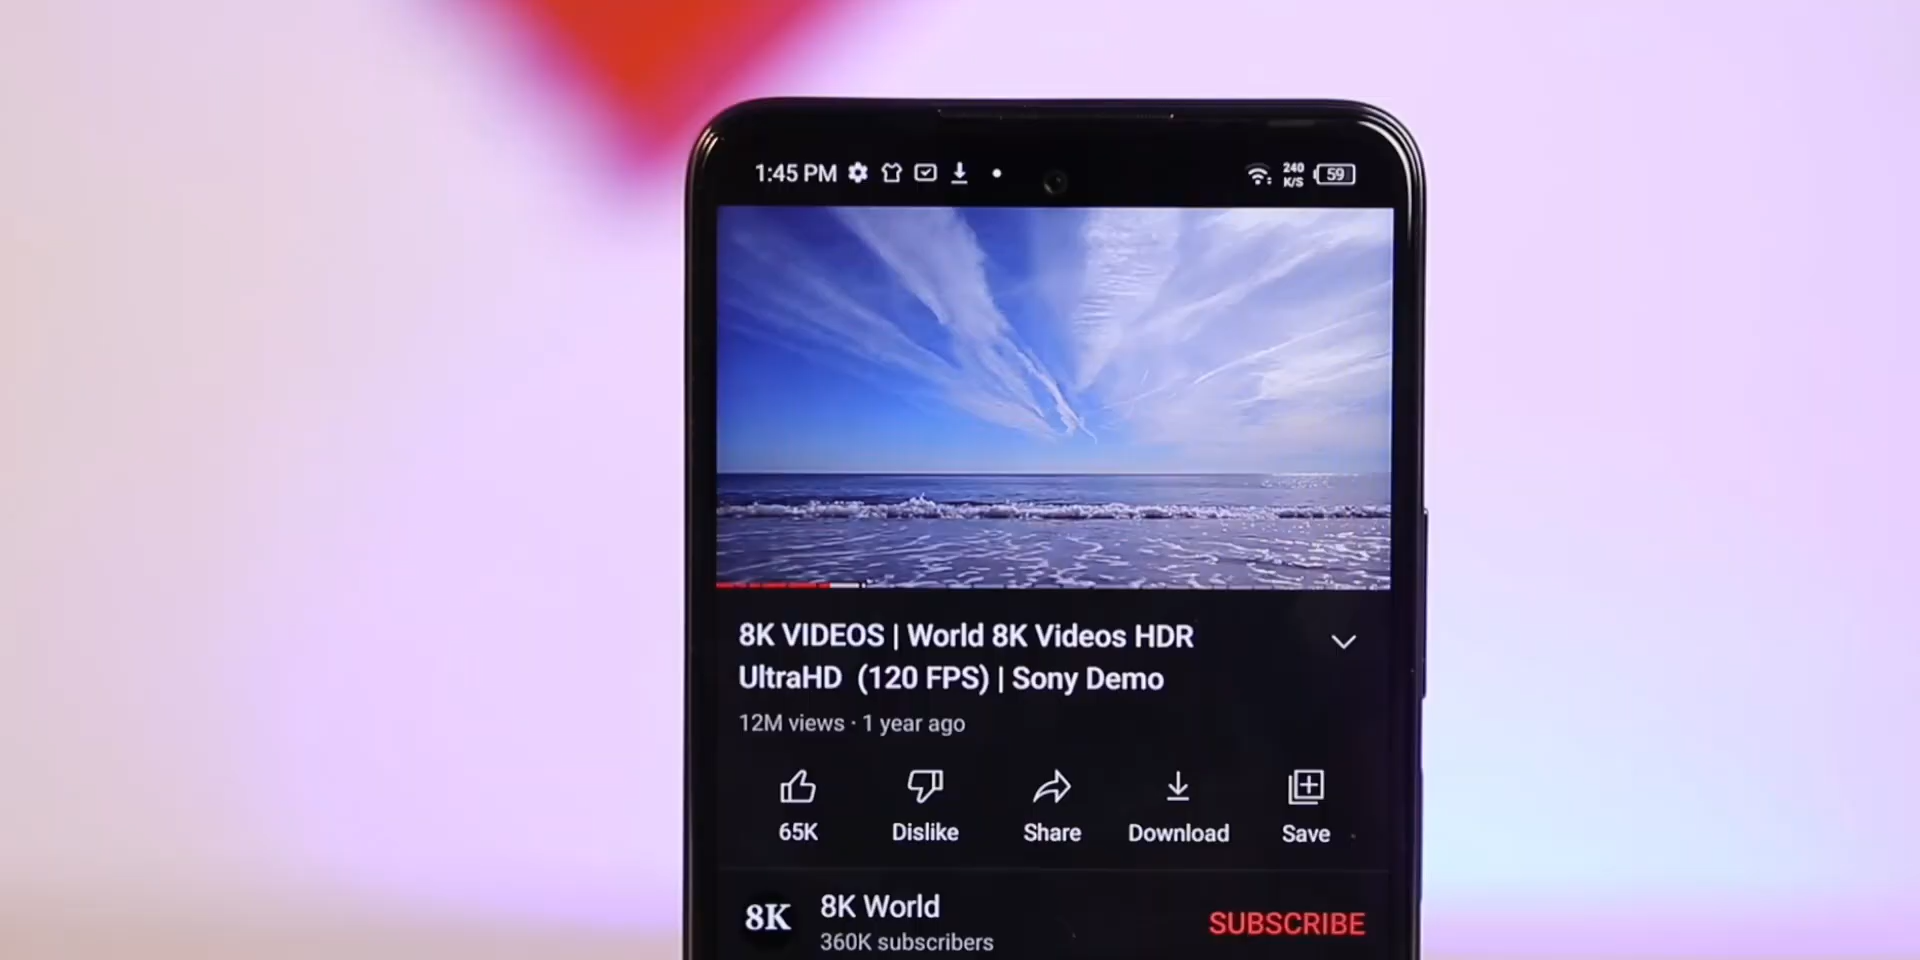 1:45 PM
240
K/S
59
8K VIDEOS | World 8K Videos HDR
UltraHD (120 FPS) | Sony Demo
12M views · 1 year ago
65K
Dislike
Share
Download
Save
8K
8K World
360K subscribers
SUBSCRIBE